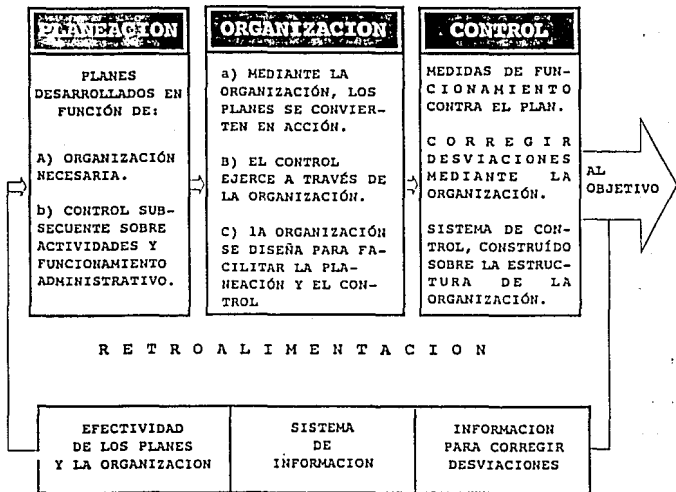 PLANEACION
PLANES
DESARROLLADOS EN
FUNCIÓN DE:
A) ORGANIZACIÓN
NECESARIA.
b) CONTROL SUB-
SECUENTE SOBRE
ACTIVIDADES Y
FUNCIONAMIENTO
ADMINISTRATIVO.
ORGANIZACIÓN
a) MEDIANTE LA
ORGANIZACIÓN, LOS
PLANES SE CONVIER-
TEN EN ACCIÓN.
B) EL CONTROL
EJERCE A TRAVÉS DE
LA ORGANIZACIÓN.
C) lA ORGANIZACIÓN
SE DISEÑA PARA FA-
CILITAR LA PLA-
NEACIÓN Y EL CON-
TROL
CONTROL
MEDIDAS DE FUN-
CIONAMIENTO
CONTRA EL PLAN.
CORREGIR
DESVIACIONES
MEDIANTE LA
ORGANIZACIÓN.
SISTEMA DE CON-
TROL, CONSTRUÍDO
SOBRE LA ESTRUC-
TURA DE LA
ORGANIZACIÓN.
AL
OBJETIVO
RETROALIMENTACION
EFECTIVIDAD
DE LOS PLANES
Y LA ORGANIZACION
SISTEMA
DE
INFORMACION
INFORMACION
PARA CORREGIR
DESVIACIONES